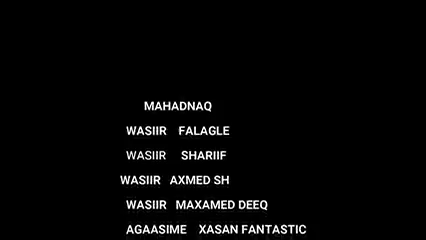 MAHADNAQ
WASIIR FALAGLE
WASIIR SHARIIF
WASIIR AXMED SH
WASIIR MAXAMED DEEQ
AGAASIME XASAN FANTASTIC